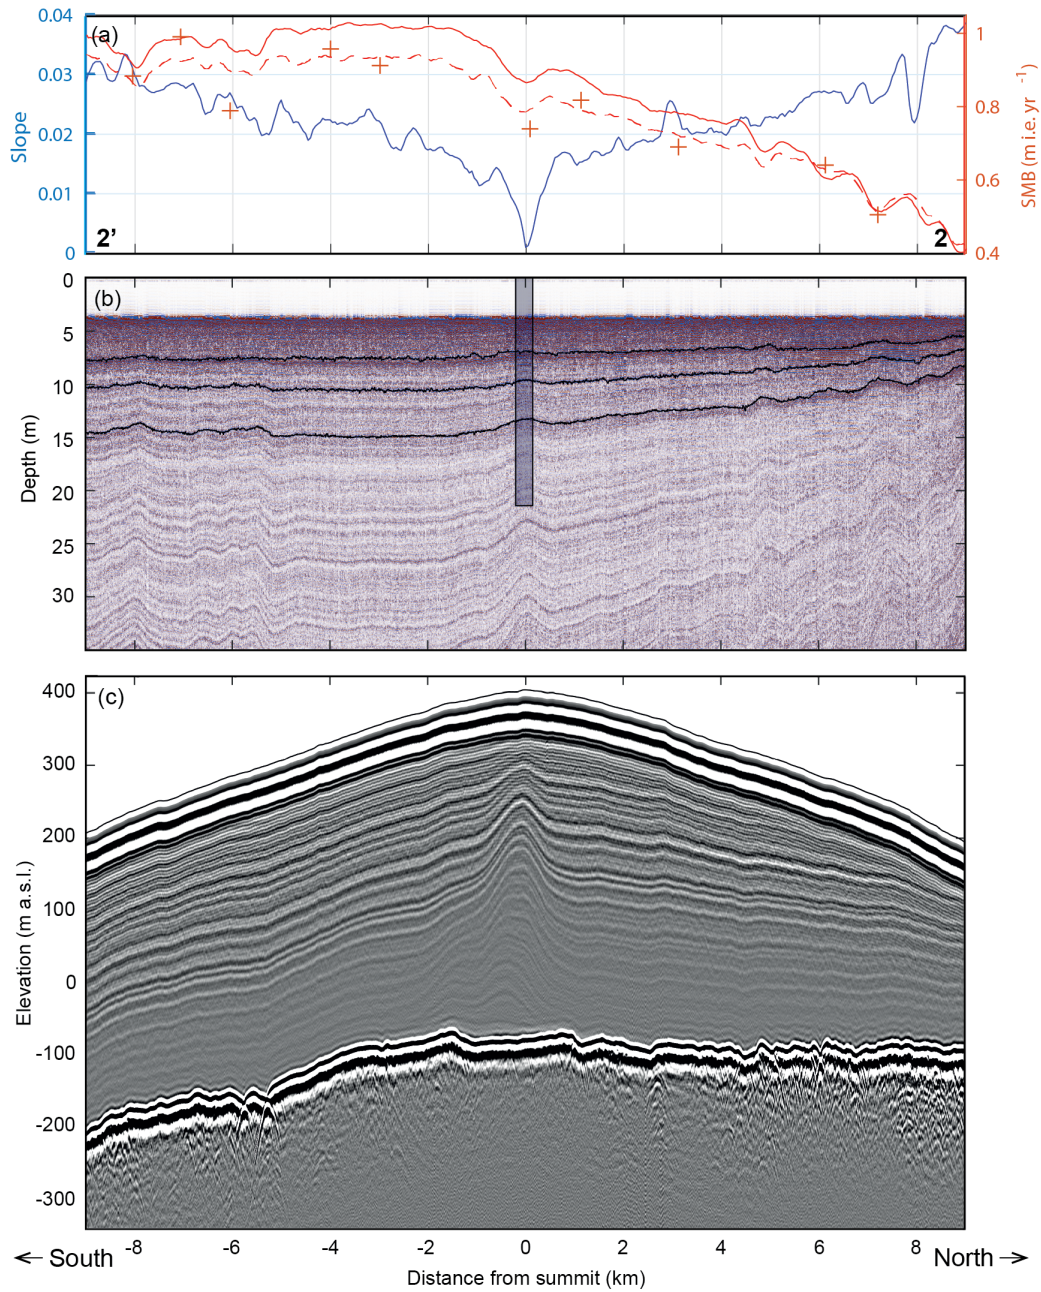 0.04
0.03
0.02
0.01
0
Slope
(a)
2’
2
1
0.8
0.6
0.4
SMB (m i.e. yr -1)
0
5
10
15
20
25
30
Depth (m)
(b)
400
300
200
100
0
-100
-200
-300
Elevation (m a.s.l.)
(c)
-8 -6 -4 -2 0 2 4 6 8
← South
North →
Distance from summit (km)